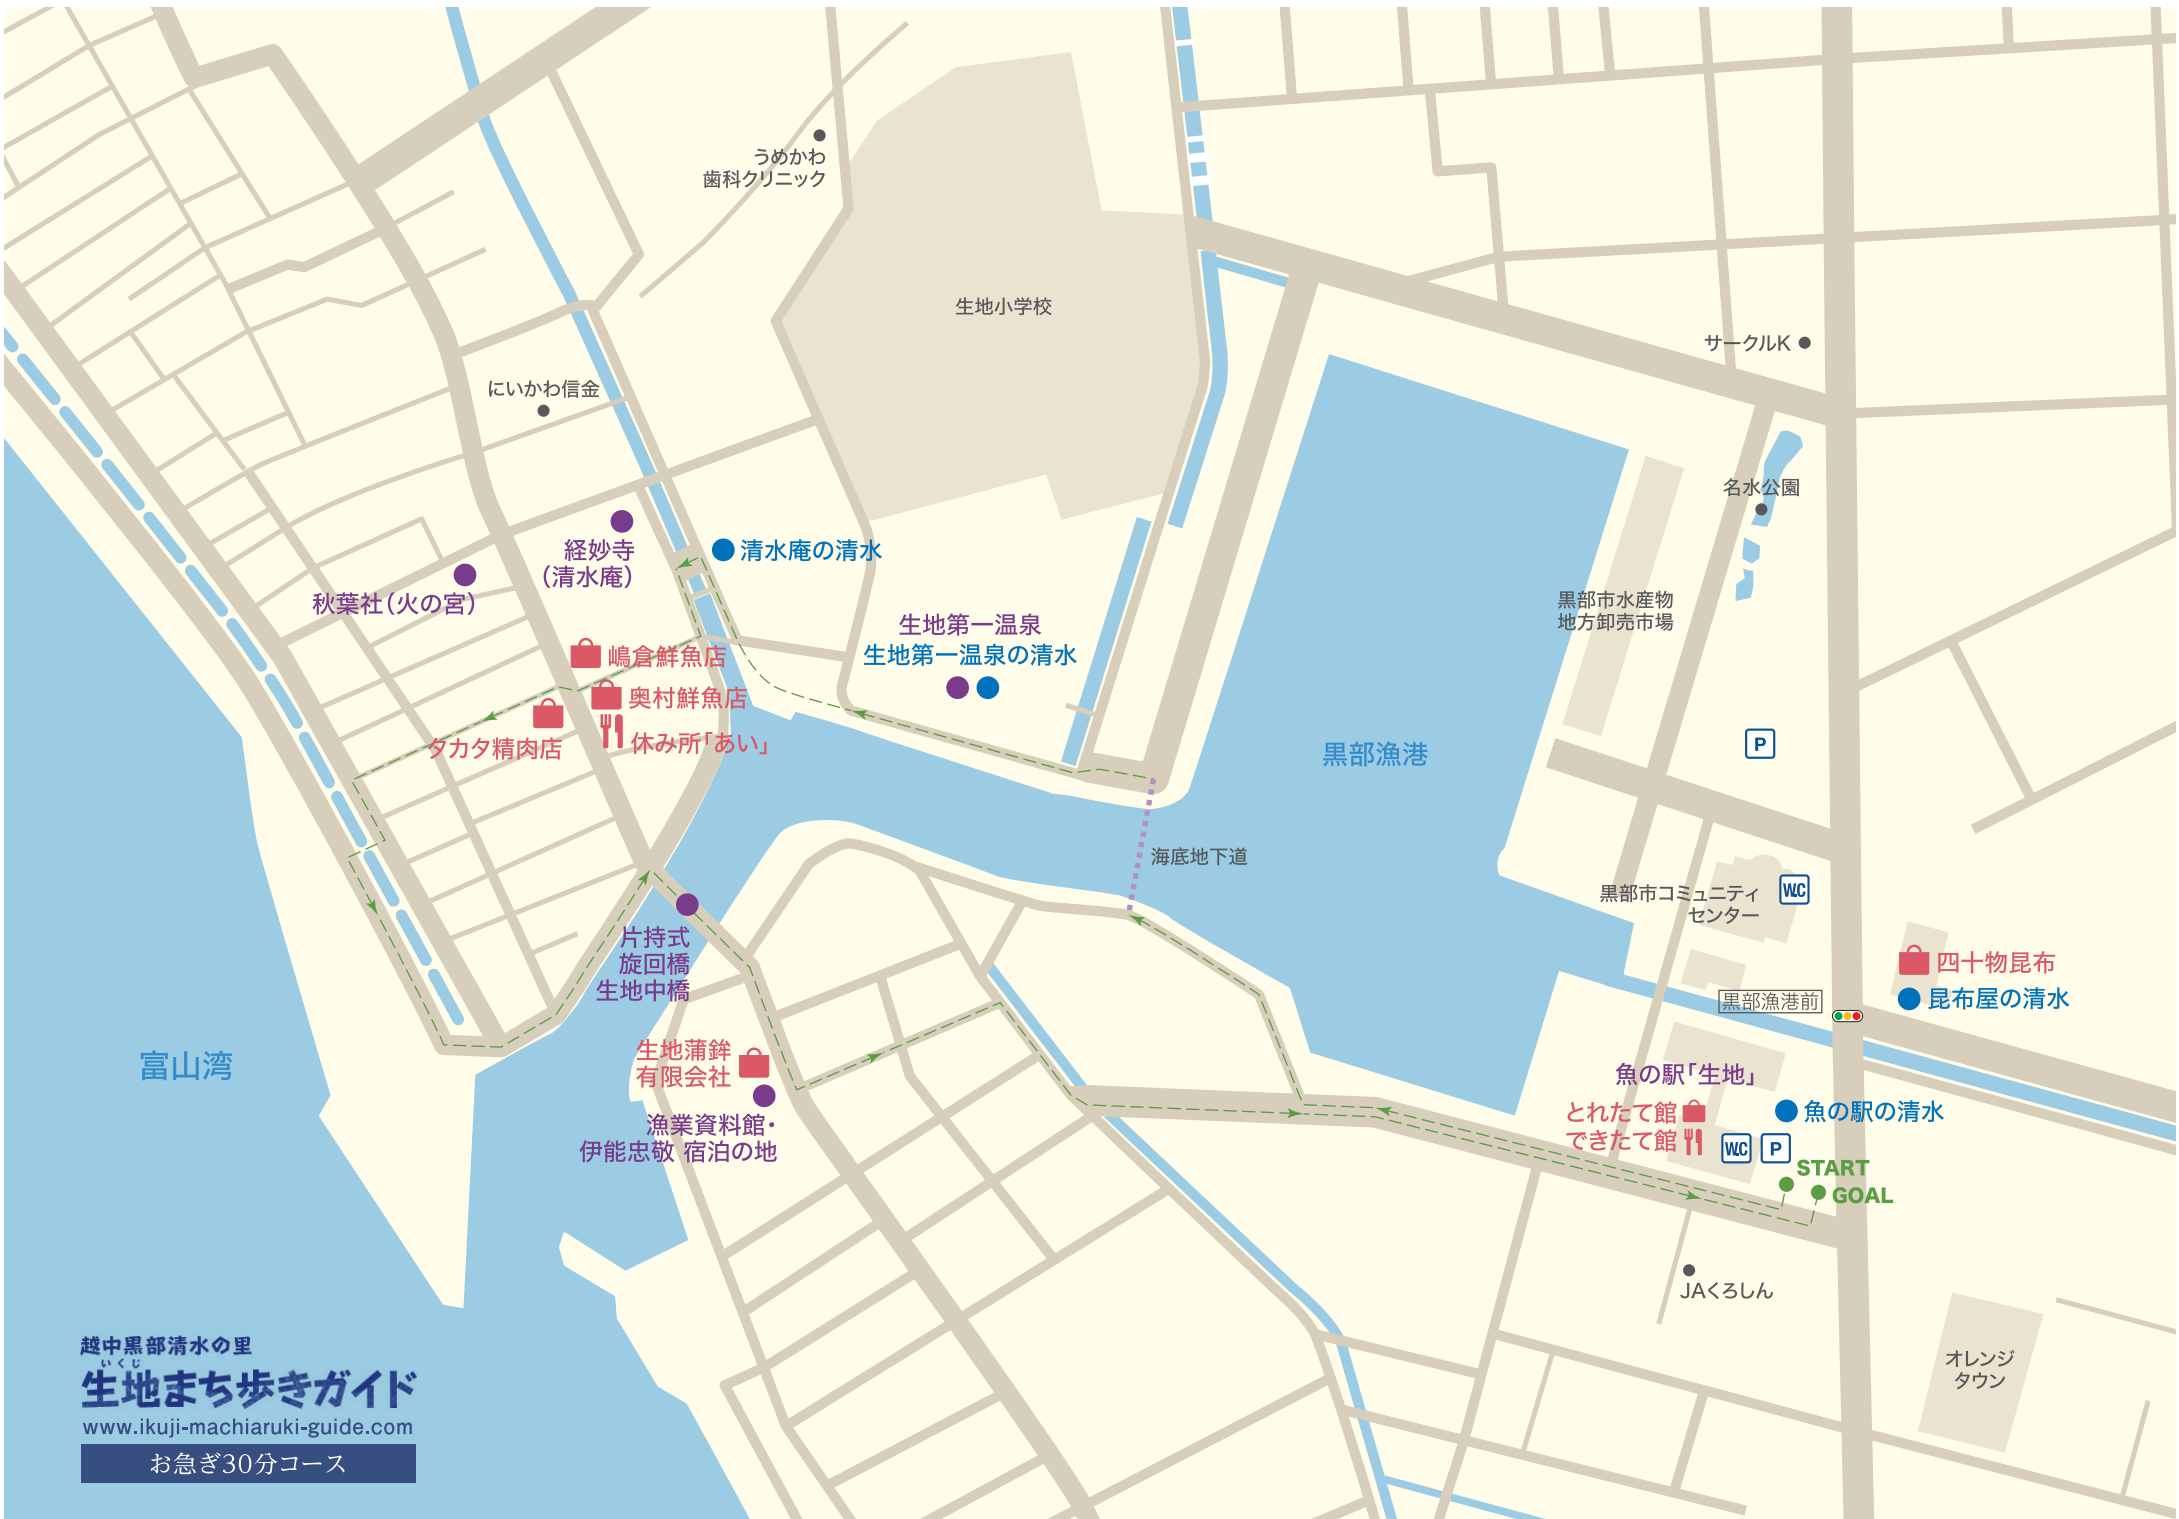 うめかわ
歯科クリニック
生地小学校
サークルK
にいかわ信金
名水公園
経妙寺
（清水庵）
清水庵の清水
秋葉社（火の宮）
黒部市水産物
地方卸売市場
生地第一温泉
生地第一温泉の清水
嶋倉鮮魚店
奥村鮮魚店
タカタ精肉店
休み所「あい」
黒部漁港
P
海底地下道
黒部市コミュニティ
センター
WC
片持式
旋回橋
生地中橋
四十物昆布
昆布屋の清水
黒部漁港前
富山湾
生地蒲鉾
有限会社
漁業資料館・
伊能忠敬 宿泊の地
魚の駅「生地」
とれたて館
できたて館
魚の駅の清水
WC
P
START
GOAL
JAくろしん
オレンジ
タウン
越中黒部清水の里
いくじ
生地まち歩きガイド
www.ikuji-machiaruki-guide.com
お急ぎ30分コース